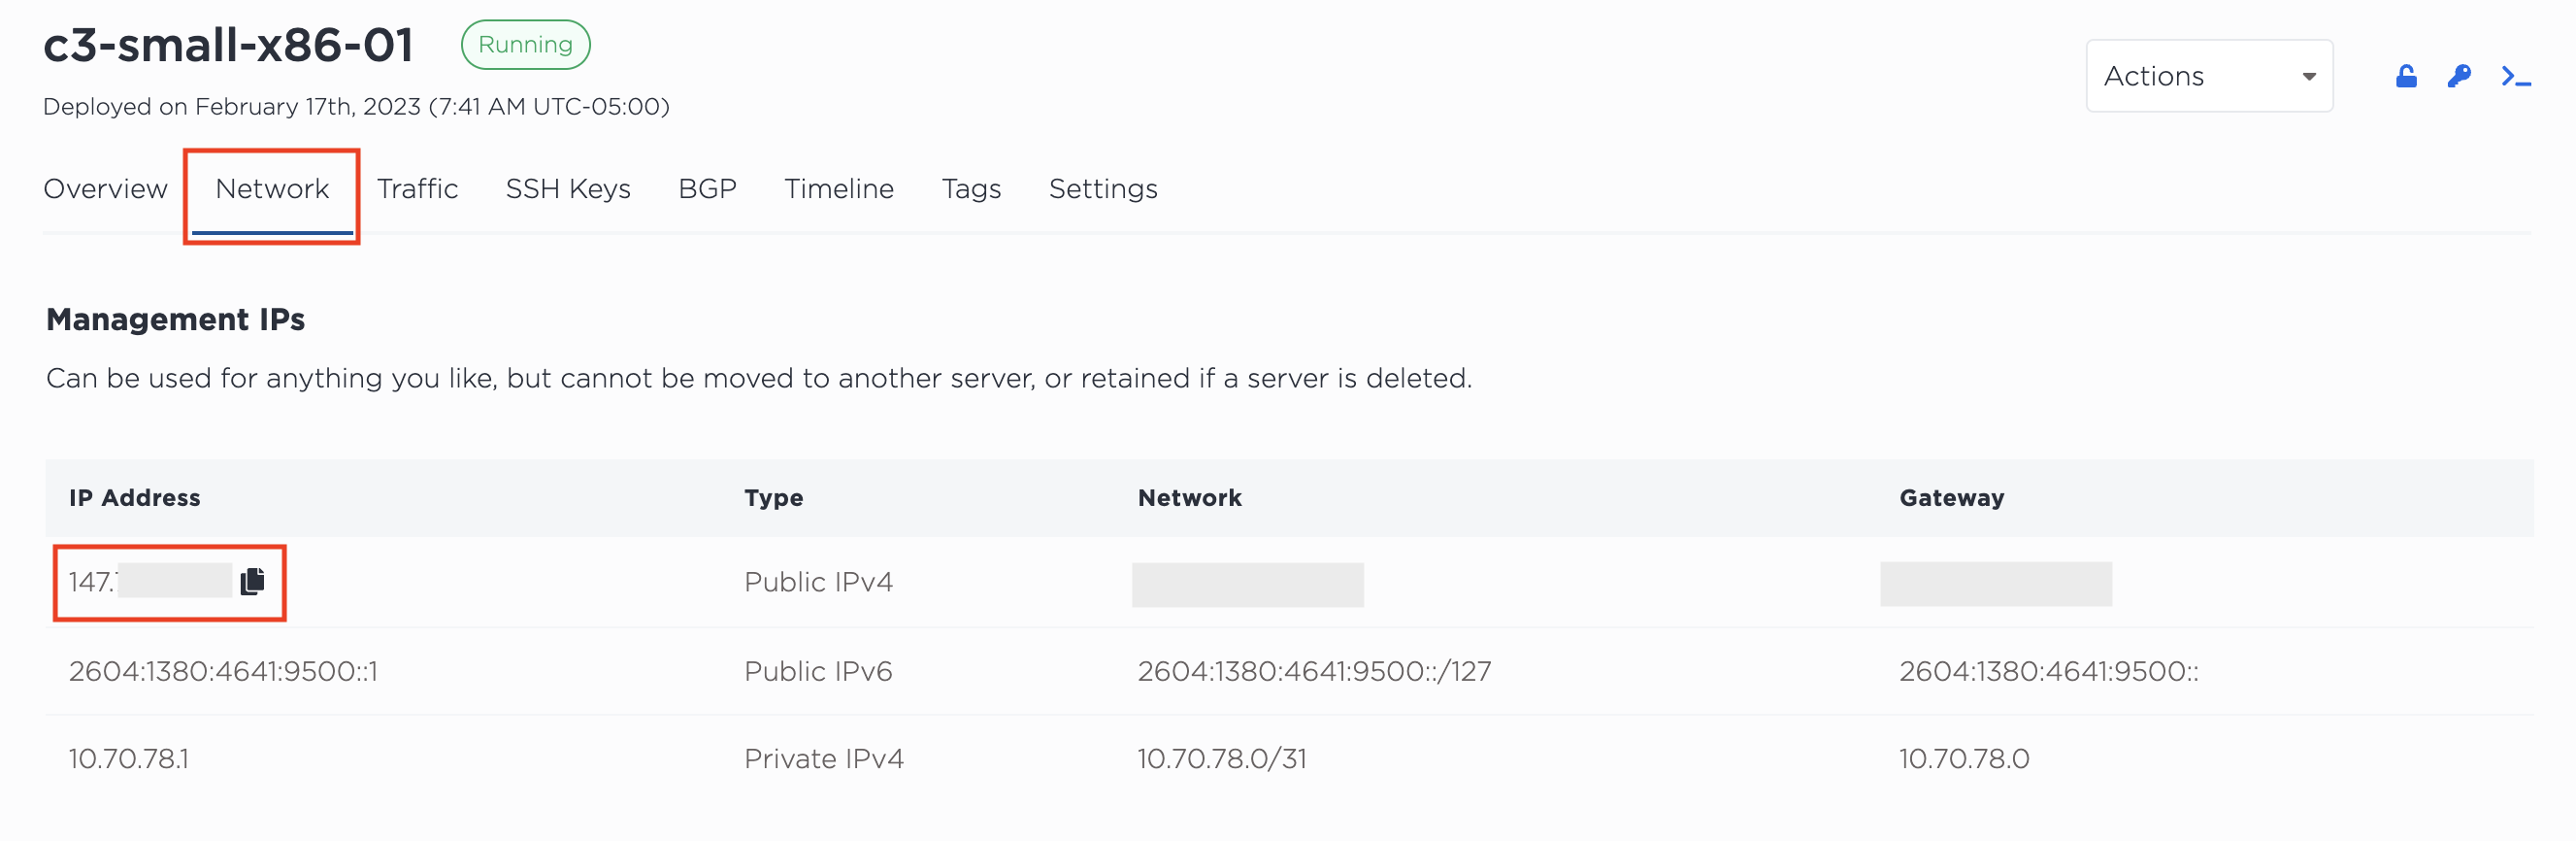 c3-small-x86-01 Running
Actions
Deployed on February 17th, 2023 (7:41 AM UTC-05:00)
Overview Network Traffic SSH Keys BGP Timeline Tags Settings
Management IPs
Can be used for anything you like, but cannot be moved to another server, or retained if a server is deleted.
IP Address Type Network Gateway
147. Public IPv4
2604:1380:4641:9500::1 Public IPv6 2604:1380:4641:9500::/127 2604:1380:4641:9500::
10.70.78.1 Private IPv4 10.70.78.0/31 10.70.78.0